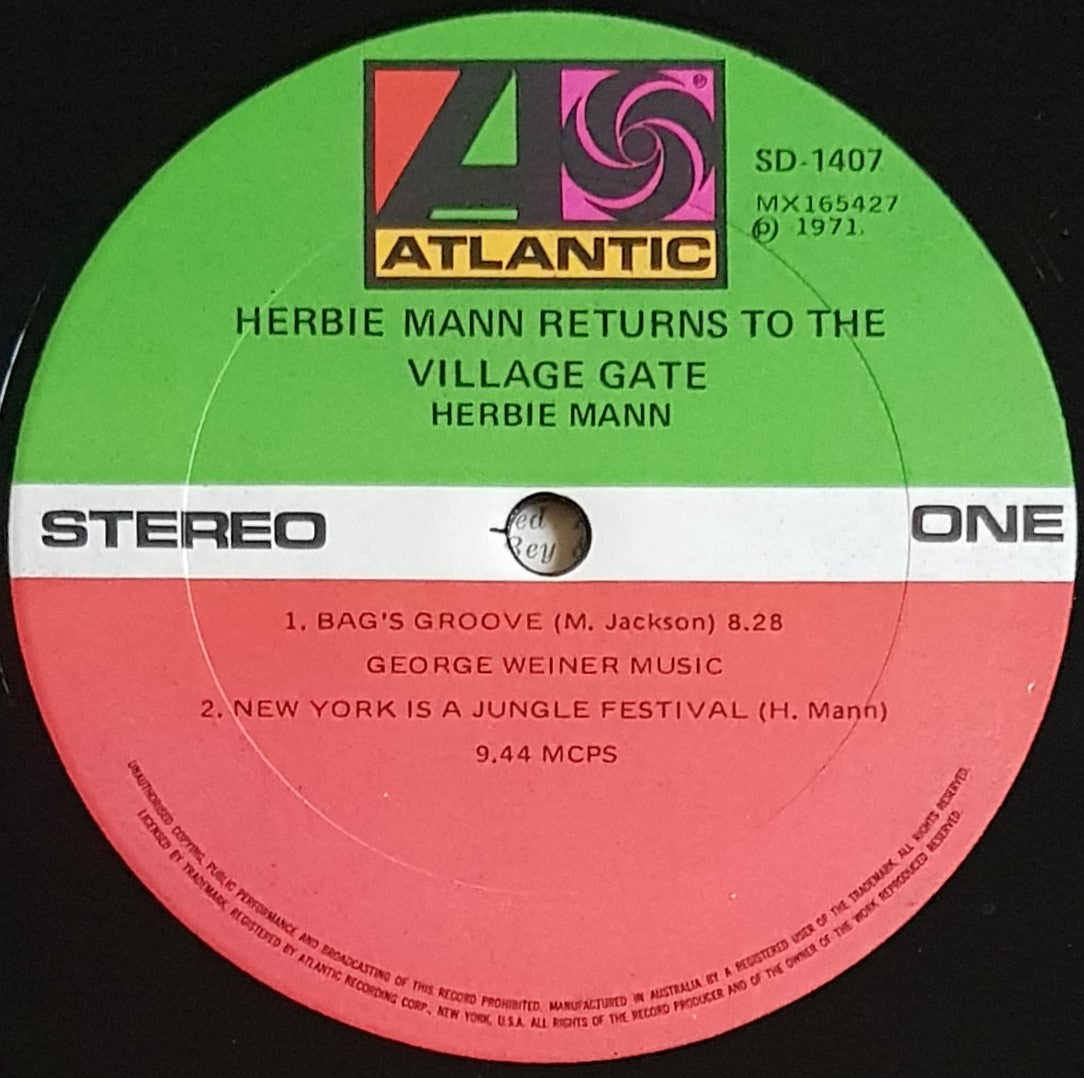 A
®
ATLANTIC
SD-1407
MX165427
℗ 1971.
HERBIE MANN RETURNS TO THE
VILLAGE GATE
HERBIE MANN
STEREO
ONE
ed
Bey
1. BAG'S GROOVE (M. Jackson) 8.28
GEORGE WEINER MUSIC
2. NEW YORK IS A JUNGLE FESTIVAL (H. Mann)
9.44 MCPS
UNAUTHORISED COPYING, PUBLIC PERFORMANCE AND BROADCASTING OF THIS RECORD PROHIBITED. MANUFACTURED IN AUSTRALIA BY A REGISTERED USER OF THE TRADEMARK. ALL RIGHTS RESERVED.
LICENSED BY TRADEMARK, REGISTERED BY ATLANTIC RECORDING CORP., NEW YORK, U.S.A. ALL RIGHTS OF THE RECORD PRODUCER AND OF THE OWNER OF THE WORK REPRODUCED RESERVED.